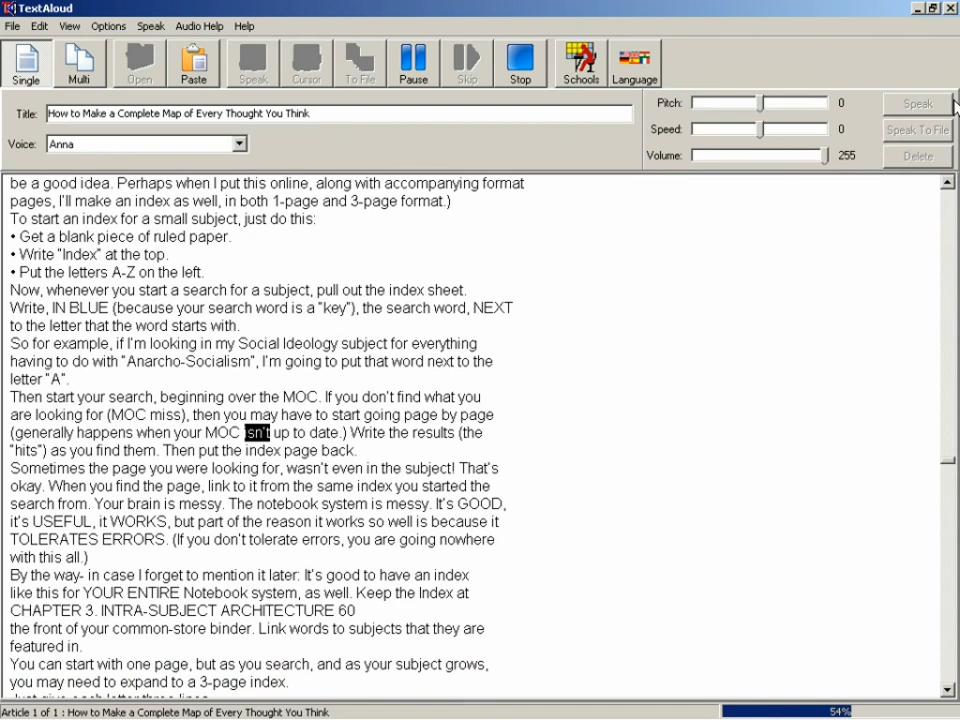 TextAloud
File Edit View Options Speak Audio Help Help
Single Multi Open Paste Speak Cursor To File Pause Skip Stop Schools Language
Title: How to Make a Complete Map of Every Thought You Think
Voice: Anna
Pitch: 0 Speak
Speed: 0 Speak To File
Volume: 255 Delete
be a good idea. Perhaps when I put this online, along with accompanying format
pages, I'll make an index as well, in both 1-page and 3-page format.)
To start an index for a small subject, just do this:
• Get a blank piece of ruled paper.
• Write "Index" at the top.
• Put the letters A-Z on the left.
Now, whenever you start a search for a subject, pull out the index sheet.
Write, IN BLUE (because your search word is a "key"), the search word, NEXT
to the letter that the word starts with.
So for example, if I'm looking in my Social Ideology subject for everything
having to do with "Anarcho-Socialism", I'm going to put that word next to the
letter "A".
Then start your search, beginning over the MOC. If you don't find what you
are looking for (MOC miss), then you may have to start going page by page
(generally happens when your MOC isn't up to date.) Write the results (the
"hits") as you find them. Then put the index page back.
Sometimes the page you were looking for, wasn't even in the subject! That's
okay. When you find the page, link to it from the same index you started the
search from. Your brain is messy. The notebook system is messy. It's GOOD,
it's USEFUL, it WORKS, but part of the reason it works so well is because it
TOLERATES ERRORS. (If you don't tolerate errors, you are going nowhere
with this all.)
By the way- in case I forget to mention it later: It's good to have an index
like this for YOUR ENTIRE Notebook system, as well. Keep the Index at
CHAPTER 3. INTRA-SUBJECT ARCHITECTURE 60
the front of your common-store binder. Link words to subjects that they are
featured in.
You can start with one page, but as you search, and as your subject grows,
you may need to expand to a 3-page index.
Just give each letter three lines
Article 1 of 1 : How to Make a Complete Map of Every Thought You Think 54%